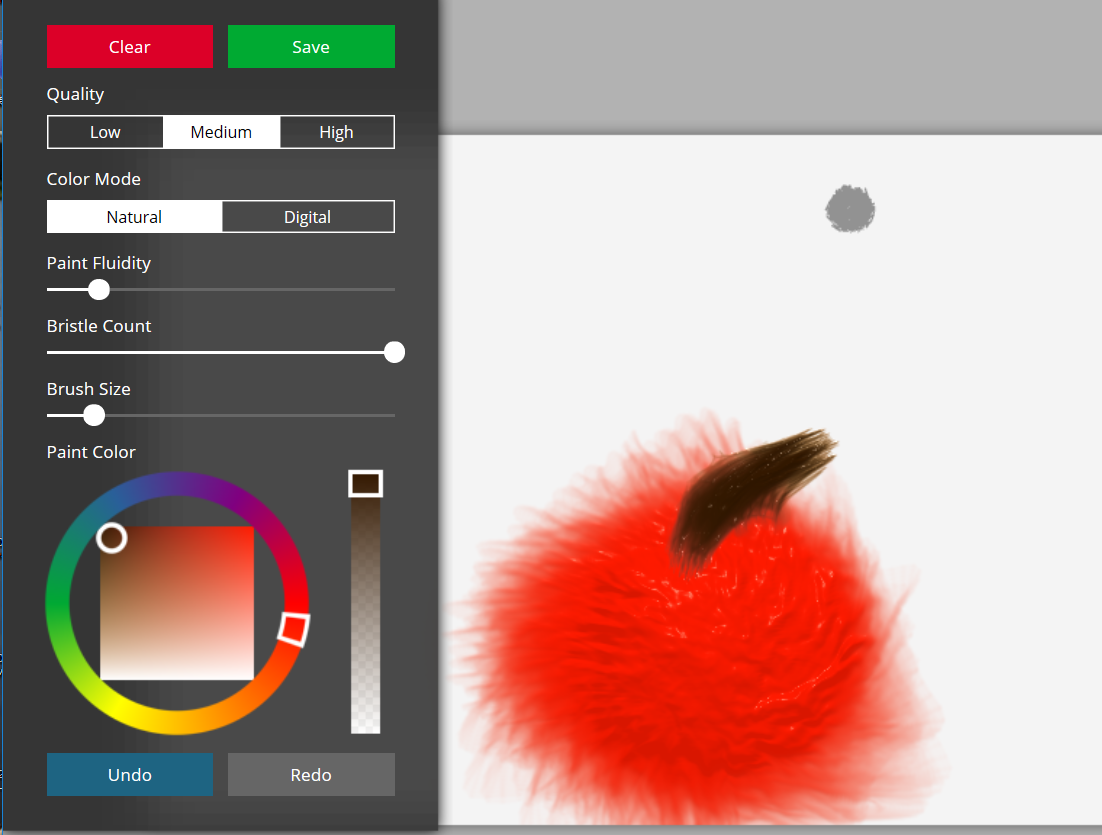 Clear Save
Quality
Low Medium High
Color Mode
Natural Digital
Paint Fluidity
Bristle Count
Brush Size
Paint Color
Undo Redo